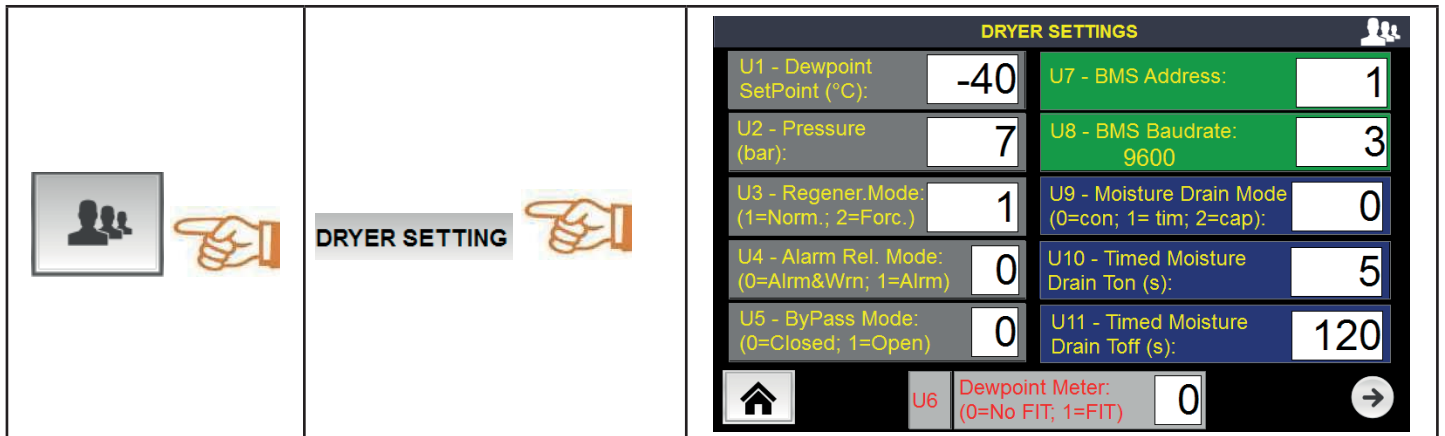 DRYER SETTING
DRYER SETTINGS
U1 - Dewpoint
SetPoint (°C):
-40
U7 - BMS Address:
1
U2 - Pressure
(bar):
7
U8 - BMS Baudrate:
9600
3
U3 - Regener.Mode:
(1=Norm.; 2=Forc.)
1
U9 - Moisture Drain Mode
(0=con; 1= tim; 2=cap):
0
U4 - Alarm Rel. Mode:
(0=Alrm&Wrn; 1=Alrm)
0
U10 - Timed Moisture
Drain Ton (s):
5
U5 - ByPass Mode:
(0=Closed; 1=Open)
0
U11 - Timed Moisture
Drain Toff (s):
120
U6
Dewpoint Meter:
(0=No FIT; 1=FIT)
0